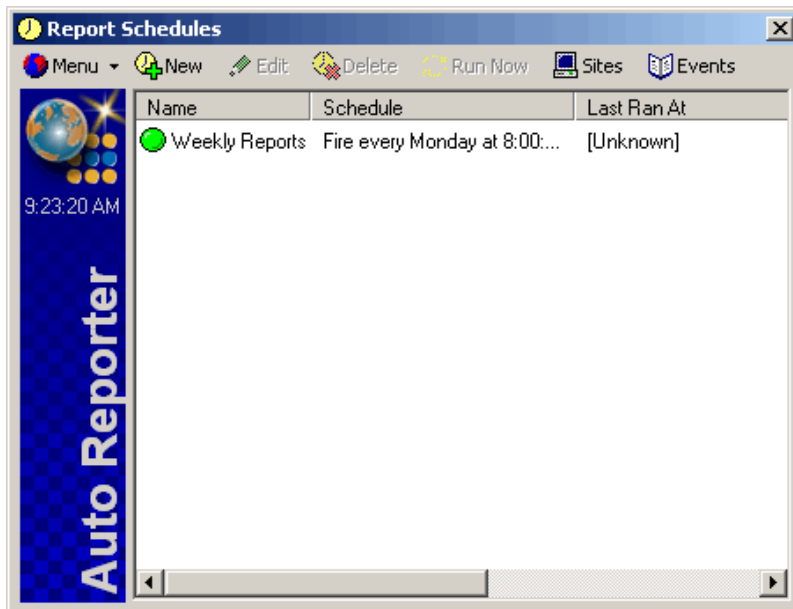 Report Schedules
Menu New Edit Delete Run Now Sites Events
Name Schedule Last Ran At
Weekly Reports Fire every Monday at 8:00:... [Unknown]
9:23:20 AM
Auto Reporter